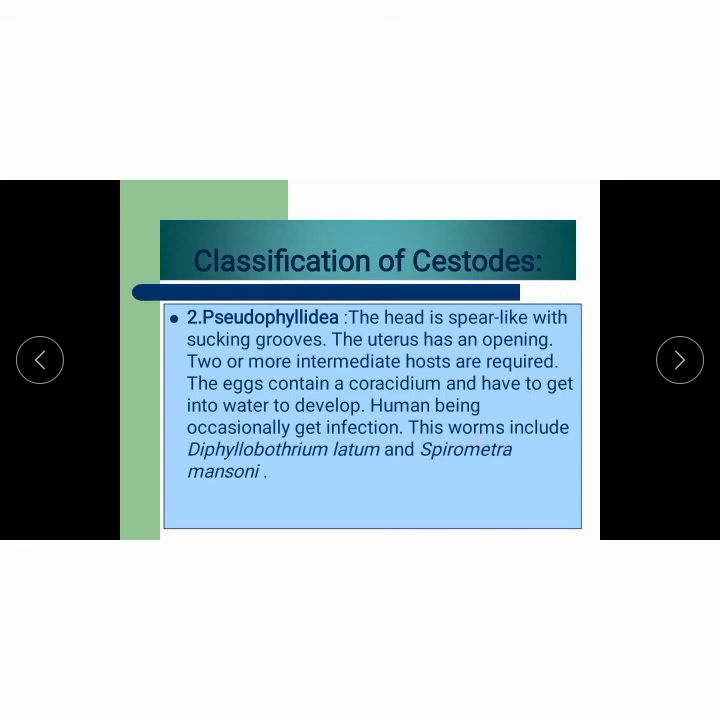 Classification of Cestodes:
• 2.Pseudophyllidea :The head is spear-like with
sucking grooves. The uterus has an opening.
Two or more intermediate hosts are required.
The eggs contain a coracidium and have to get
into water to develop. Human being
occasionally get infection. This worms include
Diphyllobothrium latum and Spirometra
mansoni .